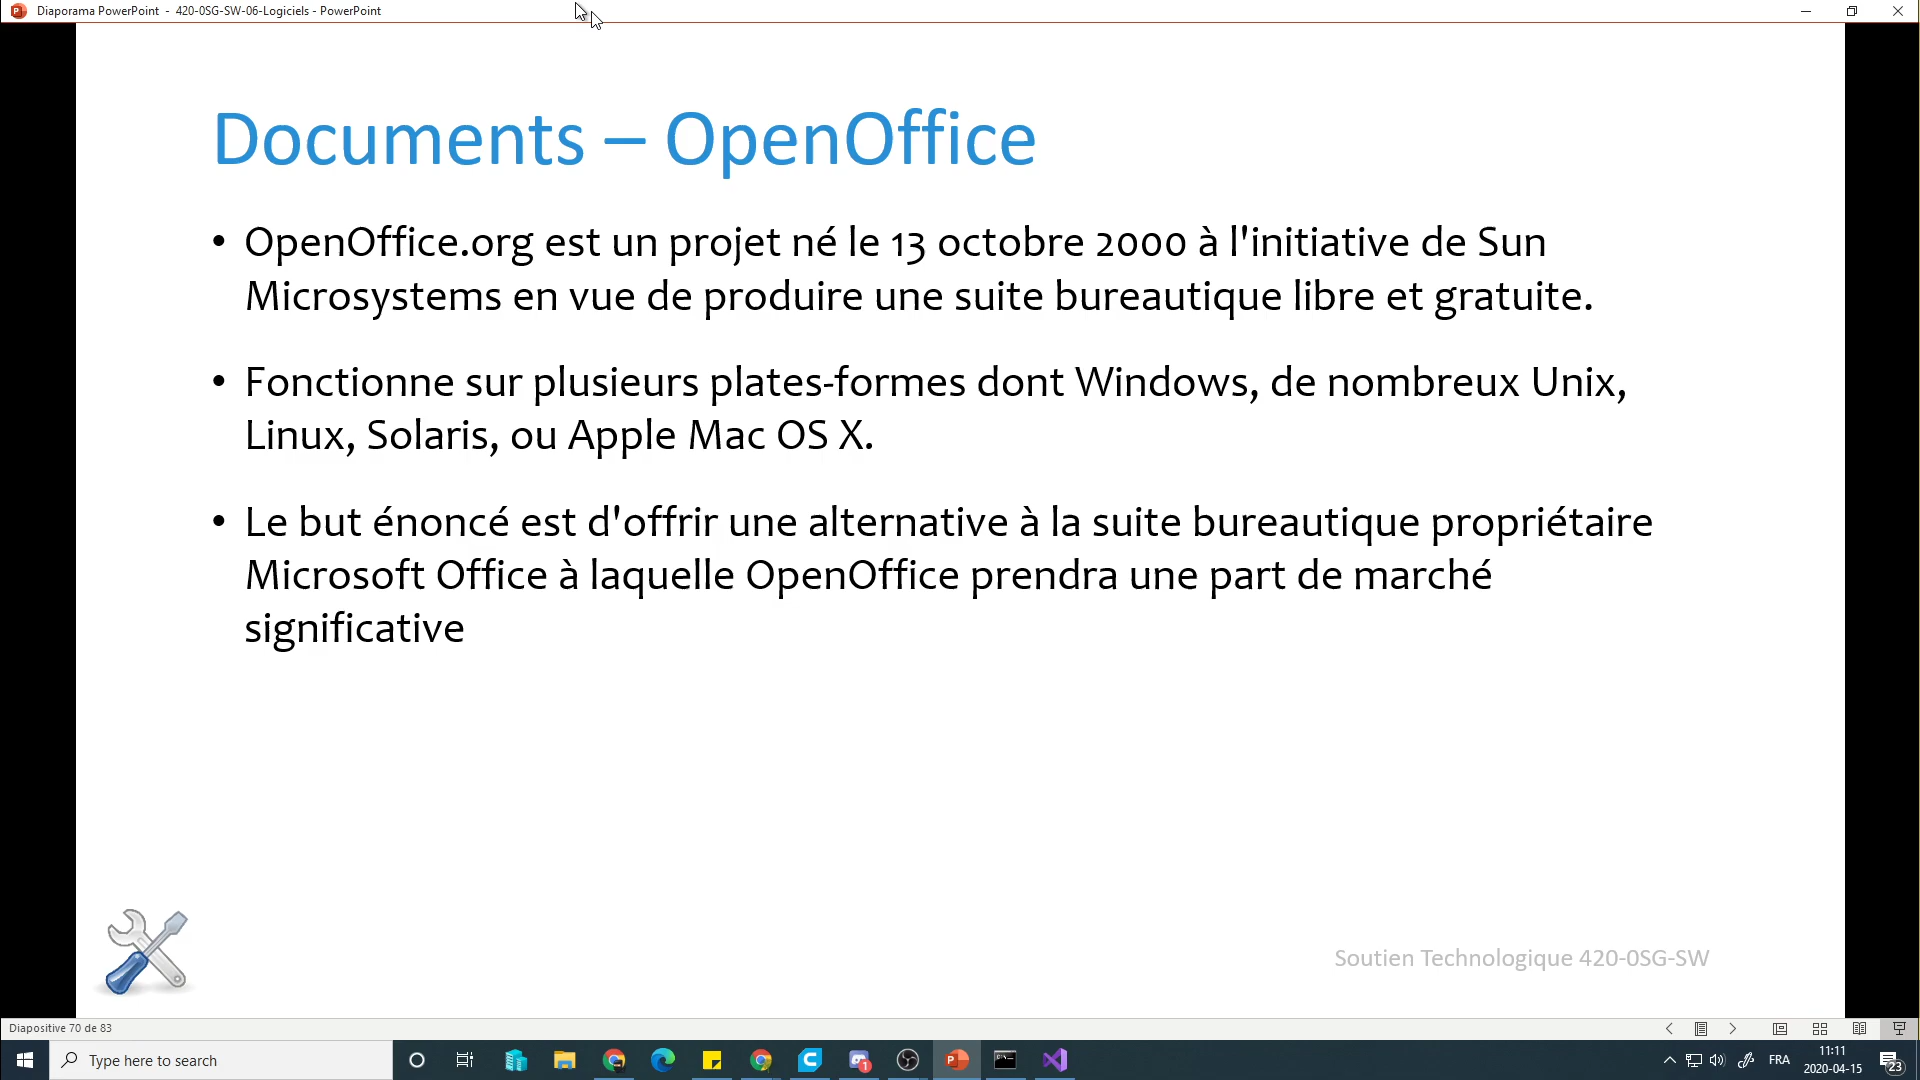 Diaporama PowerPoint - 420-0SG-SW-06-Logiciels - PowerPoint
Documents – OpenOffice
• OpenOffice.org est un projet né le 13 octobre 2000 à l'initiative de Sun
Microsystems en vue de produire une suite bureautique libre et gratuite.
• Fonctionne sur plusieurs plates-formes dont Windows, de nombreux Unix,
Linux, Solaris, ou Apple Mac OS X.
• Le but énoncé est d'offrir une alternative à la suite bureautique propriétaire
Microsoft Office à laquelle OpenOffice prendra une part de marché
significative
Soutien Technologique 420-0SG-SW
Diapositive 70 de 83
Type here to search
1
FRA
11:11
2020-04-15
23